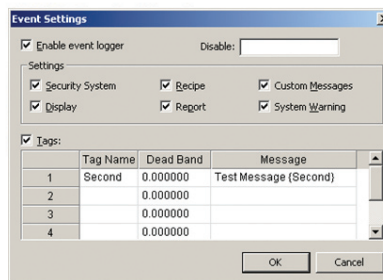 Event Settings
Enable event logger Disable:
Settings
Security System Recipe Custom Messages
Display Report System Warning
Tags:
Tag Name Dead Band Message
1 Second 0.000000 Test Message {Second}
2 0.000000
3 0.000000
4 0.000000
OK Cancel